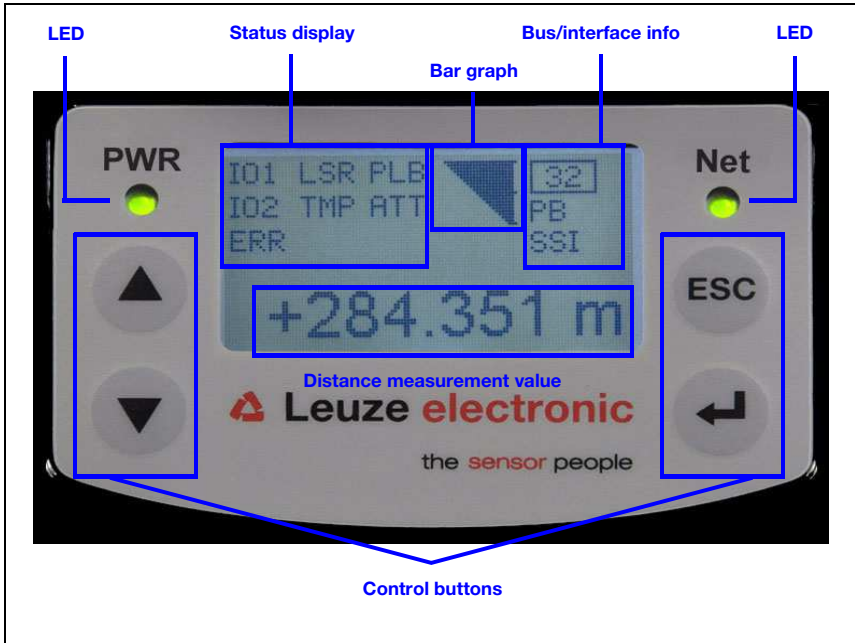 LED Status display Bus/interface info LED
Bar graph
PWR
Net
IO1 LSR PLB
IO2 TMP ATT
ERR
32
PB
SSI
ESC
+284.351 m
Distance measurement value
Leuze electronic
the sensor people
Control buttons